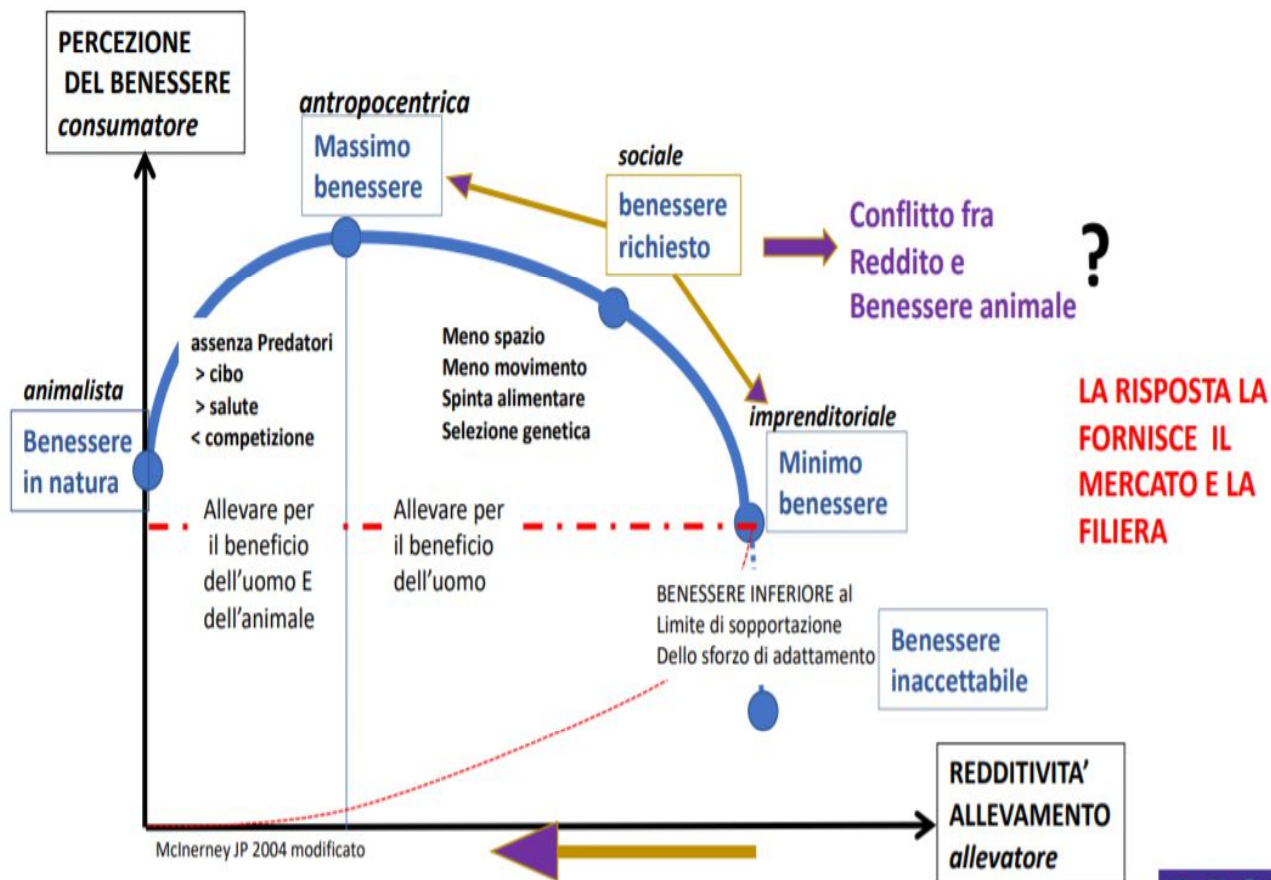 PERCEZIONE
DEL BENESSERE
consumatore
antropocentrica
Massimo
benessere
sociale
benessere
richiesto
Conflitto fra
Reddito e
Benessere animale
?
animalista
Benessere
in natura
assenza Predatori
> cibo
> salute
< competizione
Meno spazio
Meno movimento
Spinta alimentare
Selezione genetica
imprenditoriale
Minimo
benessere
LA RISPOSTA LA
FORNISCE IL
MERCATO E LA
FILIERA
Allevare per
il beneficio
dell'uomo E
dell'animale
Allevare per
il beneficio
dell'uomo
BENESSERE INFERIORE al
Limite di sopportazione
Dello sforzo di adattamento
Benessere
inaccettabile
REDDITIVITA'
ALLEVAMENTO
allevatore
McInerney JP 2004 modificato